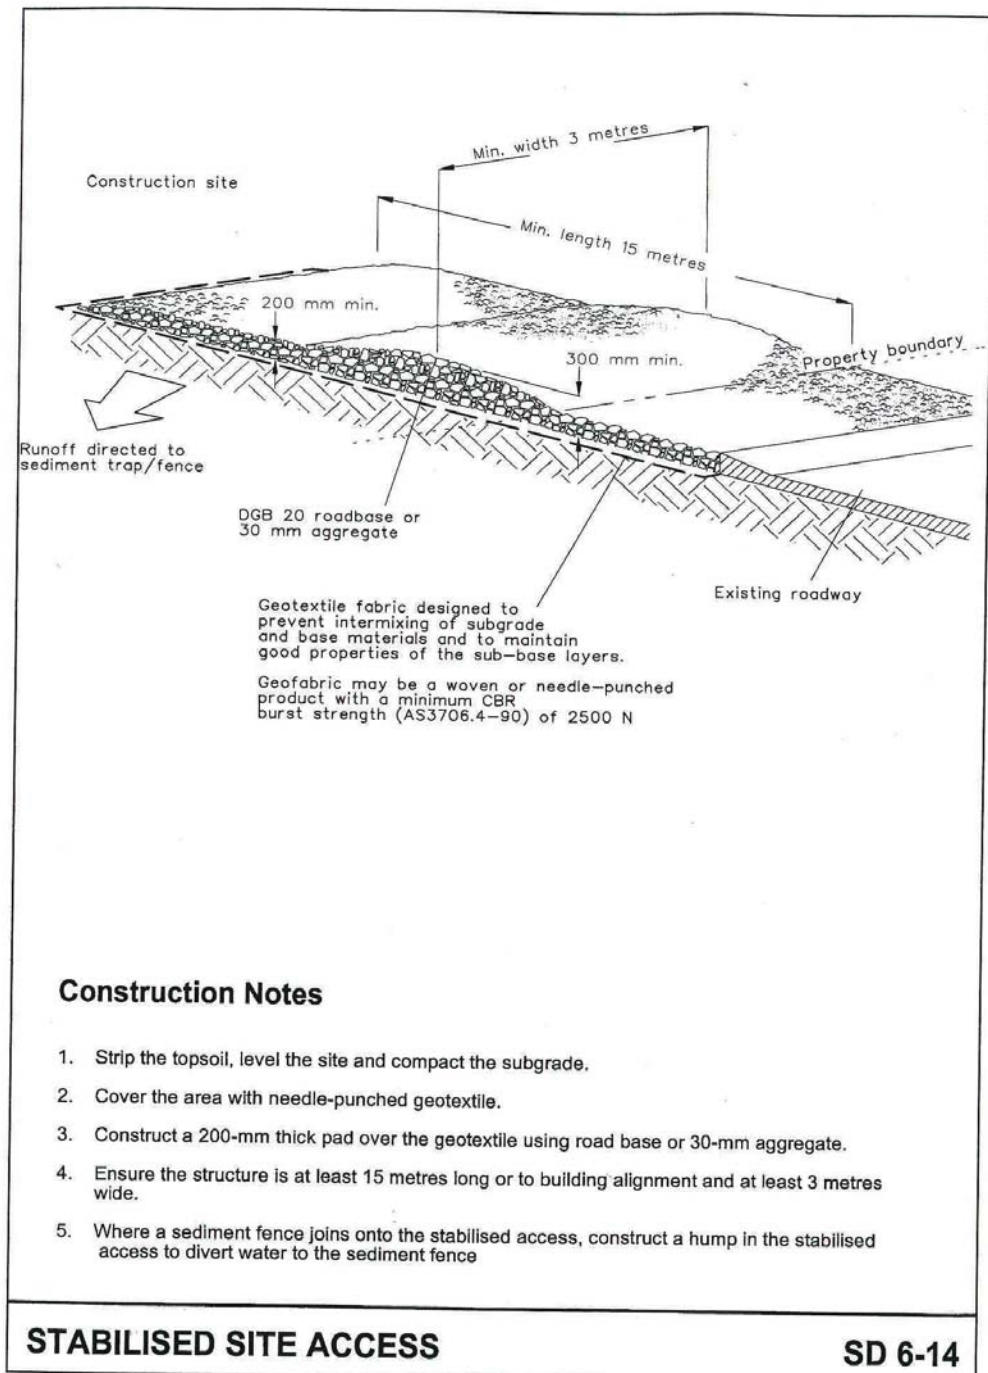 Min. width 3 metres
Construction site
Min. length 15 metres
200 mm min.
300 mm min.
Property boundary
Runoff directed to
sediment trap/fence
DGB 20 roadbase or
30 mm aggregate
Existing roadway
Geotextile fabric designed to
prevent intermixing of subgrade
and base materials and to maintain
good properties of the sub-base layers.
Geofabric may be a woven or needle-punched
product with a minimum CBR
burst strength (AS3706.4-90) of 2500 N
Construction Notes
1. Strip the topsoil, level the site and compact the subgrade.
2. Cover the area with needle-punched geotextile.
3. Construct a 200-mm thick pad over the geotextile using road base or 30-mm aggregate.
4. Ensure the structure is at least 15 metres long or to building alignment and at least 3 metres
wide.
5. Where a sediment fence joins onto the stabilised access, construct a hump in the stabilised
access to divert water to the sediment fence
STABILISED SITE ACCESS
SD 6-14